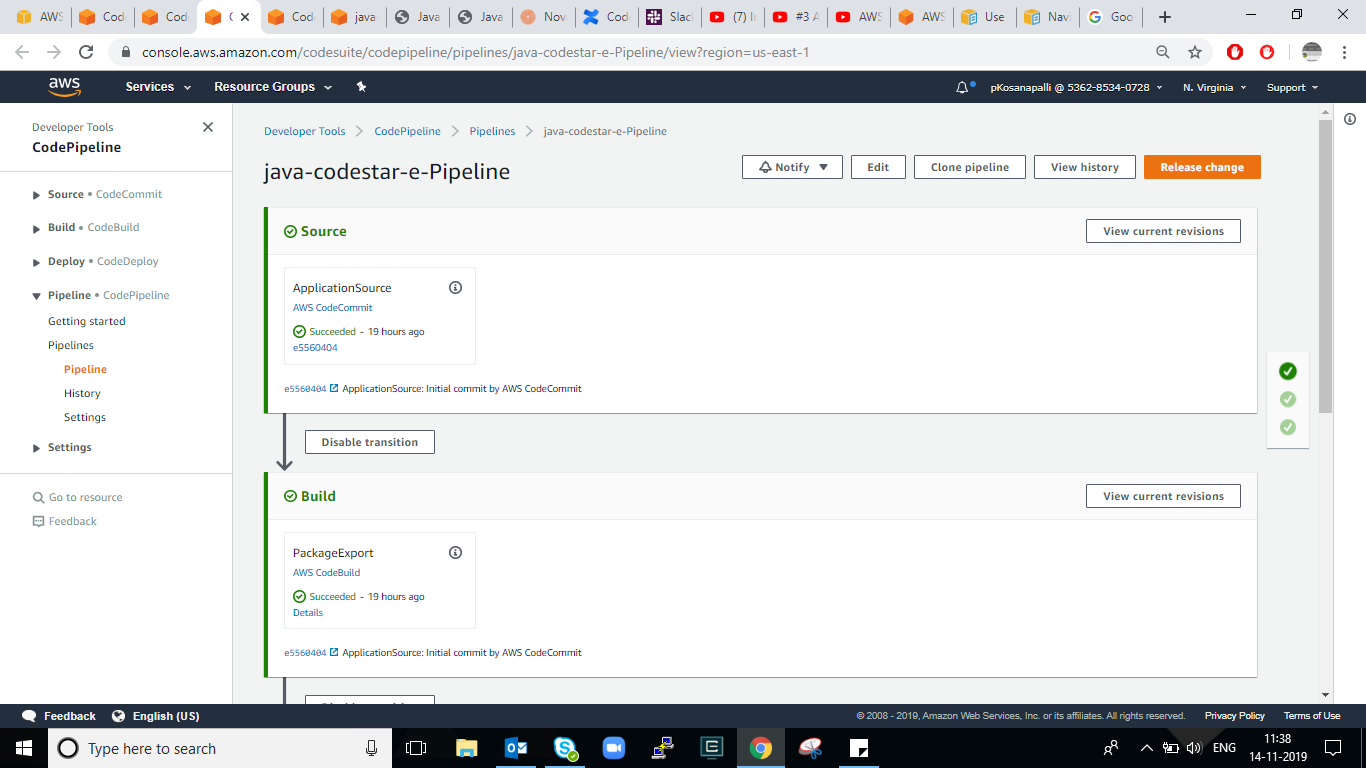 AWS
Code
Code
C
Code
java-
Java
Java
Nov
Code
Slac
(7) I
#3 A
AWS
AWS
Use
Navi
Goo
console.aws.amazon.com/codesuite/codepipeline/pipelines/java-codestar-e-Pipeline/view?region=us-east-1
aws
Services
Resource Groups
pKosanapalli @ 5362-8534-0728
N. Virginia
Support
Developer Tools
CodePipeline
Source • CodeCommit
Build • CodeBuild
Deploy • CodeDeploy
Pipeline • CodePipeline
Getting started
Pipelines
Pipeline
History
Settings
Settings
Go to resource
Feedback
Developer Tools
CodePipeline
Pipelines
java-codestar-e-Pipeline
java-codestar-e-Pipeline
Notify
Edit
Clone pipeline
View history
Release change
Source
View current revisions
ApplicationSource
AWS CodeCommit
Succeeded - 19 hours ago
e5560404
e5560404 ApplicationSource: Initial commit by AWS CodeCommit
Disable transition
Build
View current revisions
PackageExport
AWS CodeBuild
Succeeded - 19 hours ago
Details
e5560404 ApplicationSource: Initial commit by AWS CodeCommit
Feedback
English (US)
© 2008 - 2019, Amazon Web Services, Inc. or its affiliates. All rights reserved.
Privacy Policy
Terms of Use
Type here to search
ENG
11:38
14-11-2019